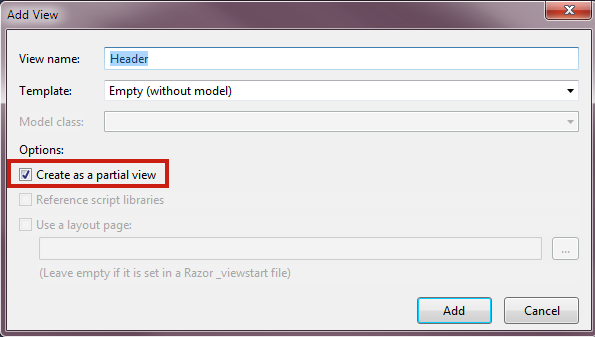 Add View
View name: Header
Template: Empty (without model)
Model class:
Options:
Create as a partial view
Reference script libraries
Use a layout page:
...
(Leave empty if it is set in a Razor _viewstart file)
Add Cancel